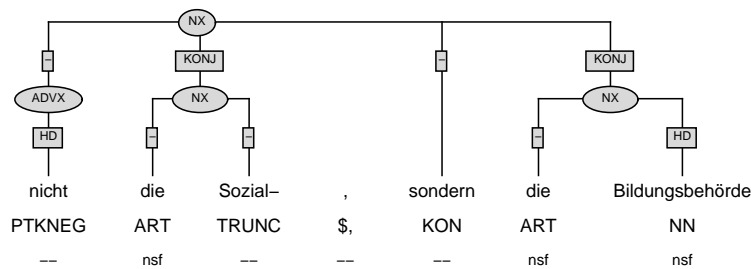 NX
– KONJ – KONJ
ADVX NX NX
HD – – – HD
nicht die Sozial– , sondern die Bildungsbehörde
PTKNEG ART TRUNC $, KON ART NN
–– nsf –– –– –– nsf nsf